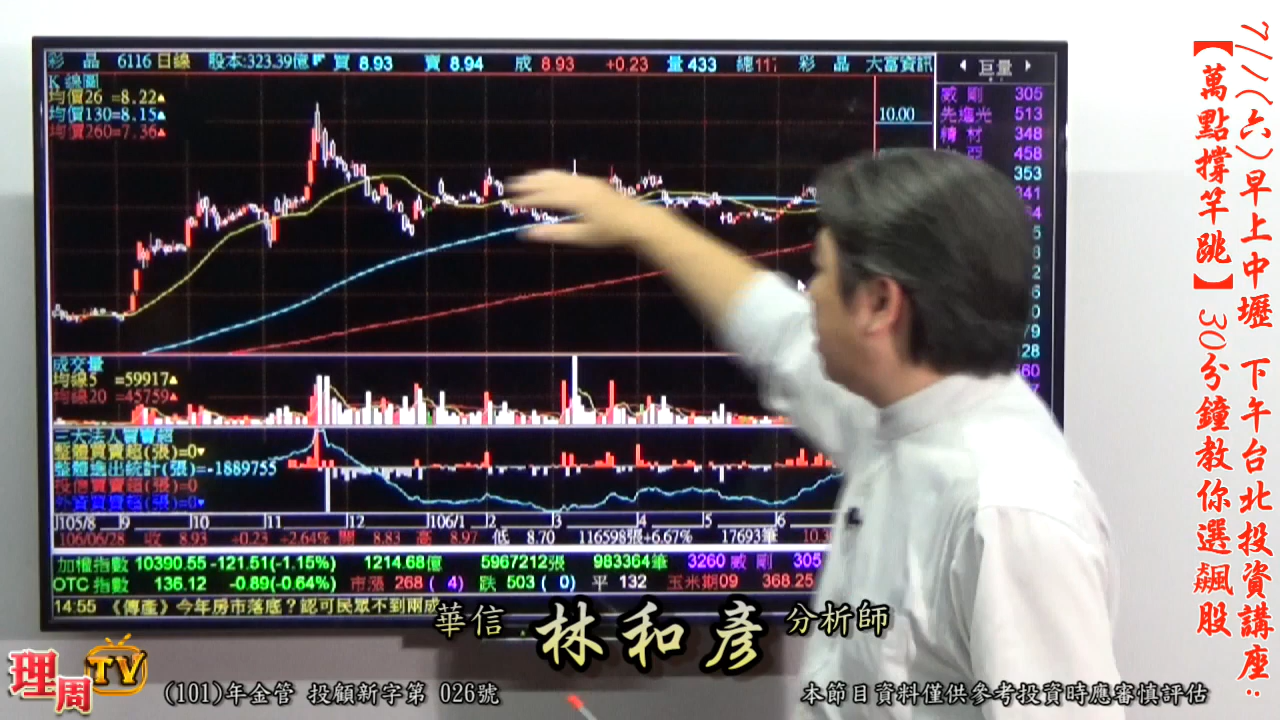 彩 晶 6116 日線 股本:323.39億 買 8.93 賣 8.94 成 8.93 +0.23 量 433 總117 彩 晶 大富資訊
K 線圖
均價26 =8.22▲
均價130=8.15▲
均價260=7.36▲
10.00
◀ 巨量 ▶
威 剛 305
先進光 513
精 材 348
458
353
成交量
均線5 =59917▲
均線20 =45759▲
三大法人買賣超
整體買賣超(張)=0▼
整體進出統計(張)=-1889755
投信買賣超(張)=0
外資買賣超(張)=0▼
105/8 9 10 11 12 106/1 2 3 4 5 6
106/06/28 收 8.93 +0.23 +2.64% 開 8.83 高 8.97 低 8.70 116598張+6.67% 17693筆
加權指數 10390.55 -121.51(-1.15%) 1214.68億 5967212張 983364筆 3260 威 剛 305
OTC 指數 136.12 -0.89(-0.64%) 市漲 268 ( 4) 跌 503 ( 0) 平 132 玉米期09 368.25
14:55 《傳產》今年房市落底？認可民眾不到兩成
華信 林和彥 分析師
理周TV
(101)年金管 投顧新字第 026號
本節目資料僅供參考投資時應審慎評估
7/1(六)早上中壢 下午台北投資講座:
【萬點撐竿跳】30分鐘教你選飆股